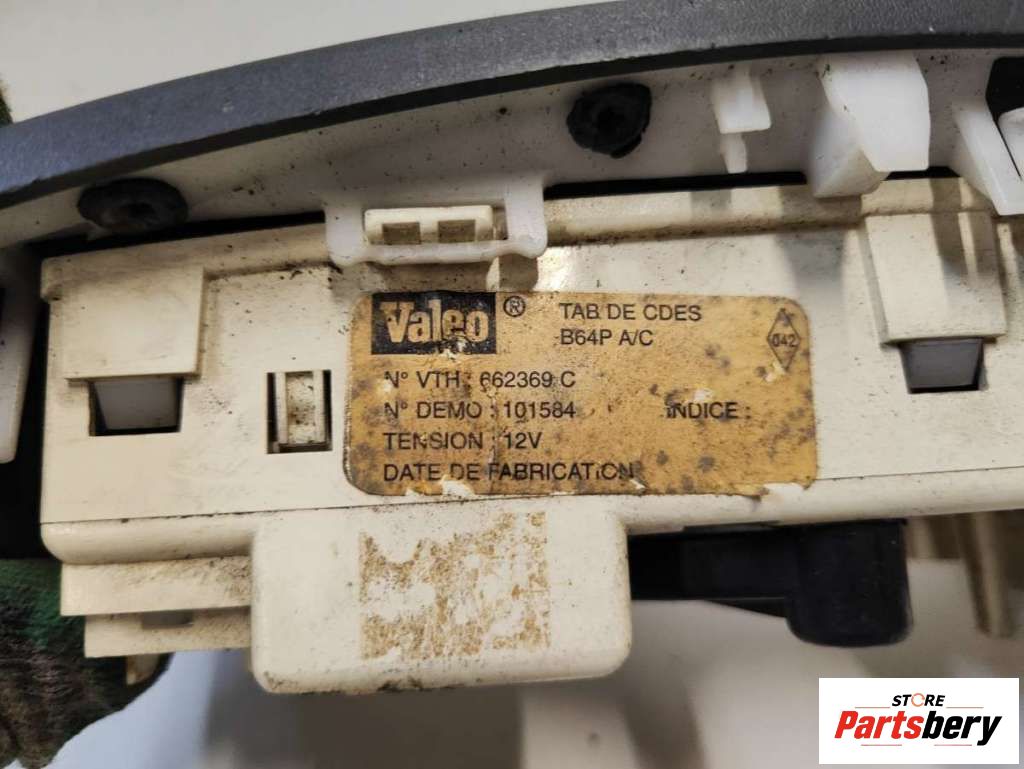 Valeo ®
TAB DE CDES
B64P A/C
042
N° VTH : 662369 C
N° DEMO : 101584 INDICE :
TENSION : 12V
DATE DE FABRICATION
STORE
Partsbery